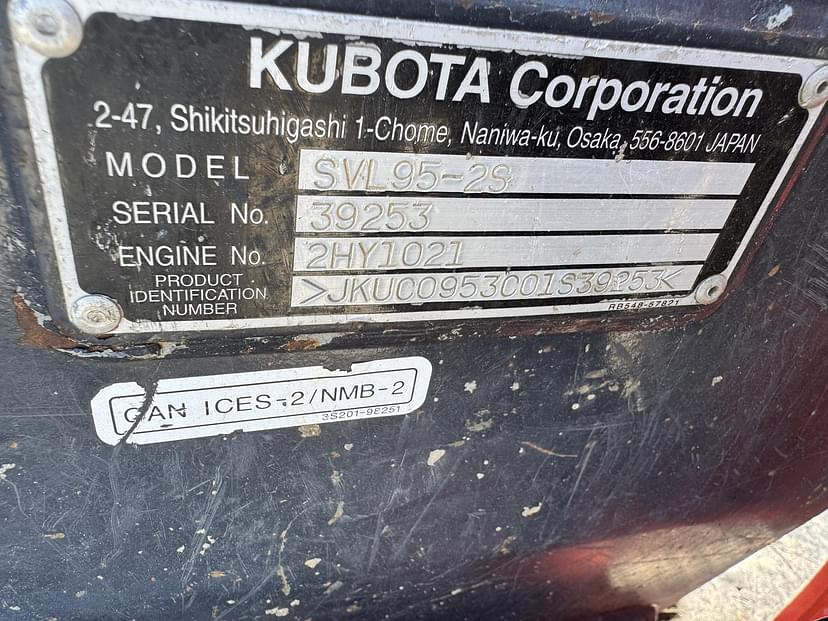 KUBOTA Corporation
2-47, Shikitsuhigashi 1-Chome, Naniwa-ku, Osaka, 556-8601 JAPAN
MODEL SVL95-2S
SERIAL No. 39253
ENGINE No. 2HY1021
PRODUCT
IDENTIFICATION
NUMBER >JKUC0953C01S39253<
RB548-57821
CAN ICES-2/NMB-2
3S201-98251